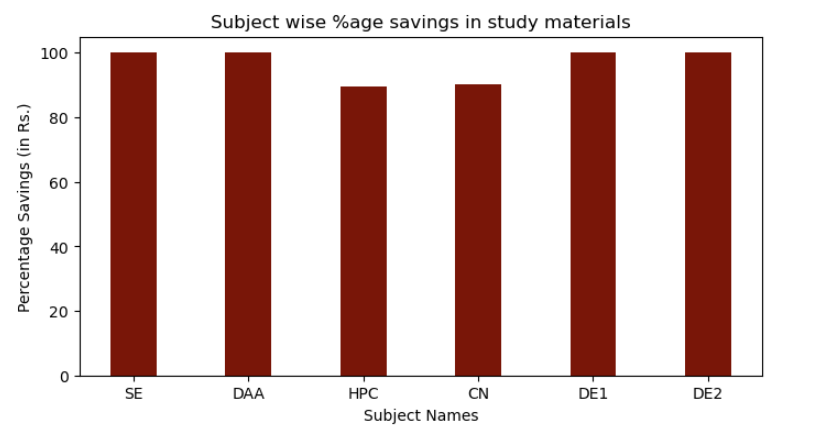 Subject wise %age savings in study materials
Percentage Savings (in Rs.)
100
80
60
40
20
0
SE DAA HPC CN DE1 DE2
Subject Names